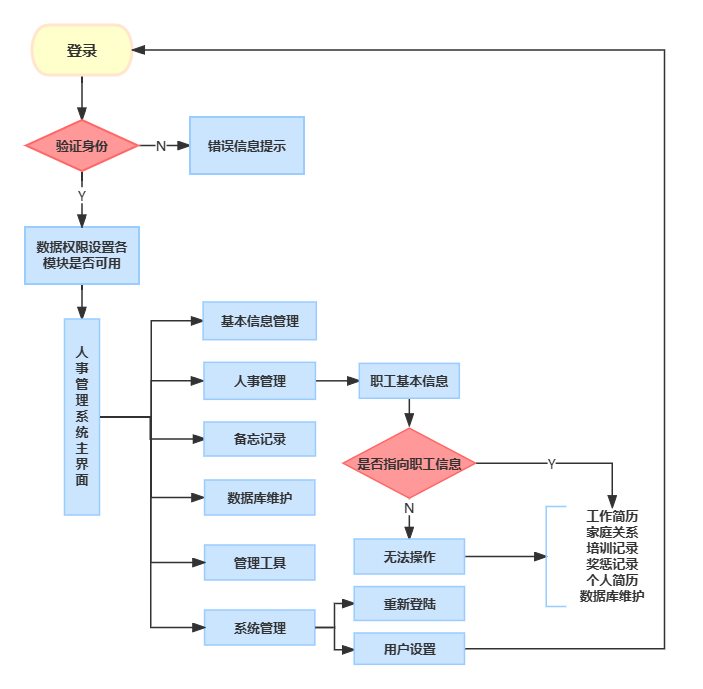 登录
验证身份
N
错误信息提示
Y
数据权限设置各
模块是否可用
人事管理系统主界面
基本信息管理
人事管理
职工基本信息
备忘记录
是否指向职工信息
Y
数据库维护
N
工作简历
家庭关系
培训记录
奖惩记录
个人简历
数据库维护
无法操作
管理工具
重新登陆
系统管理
用户设置